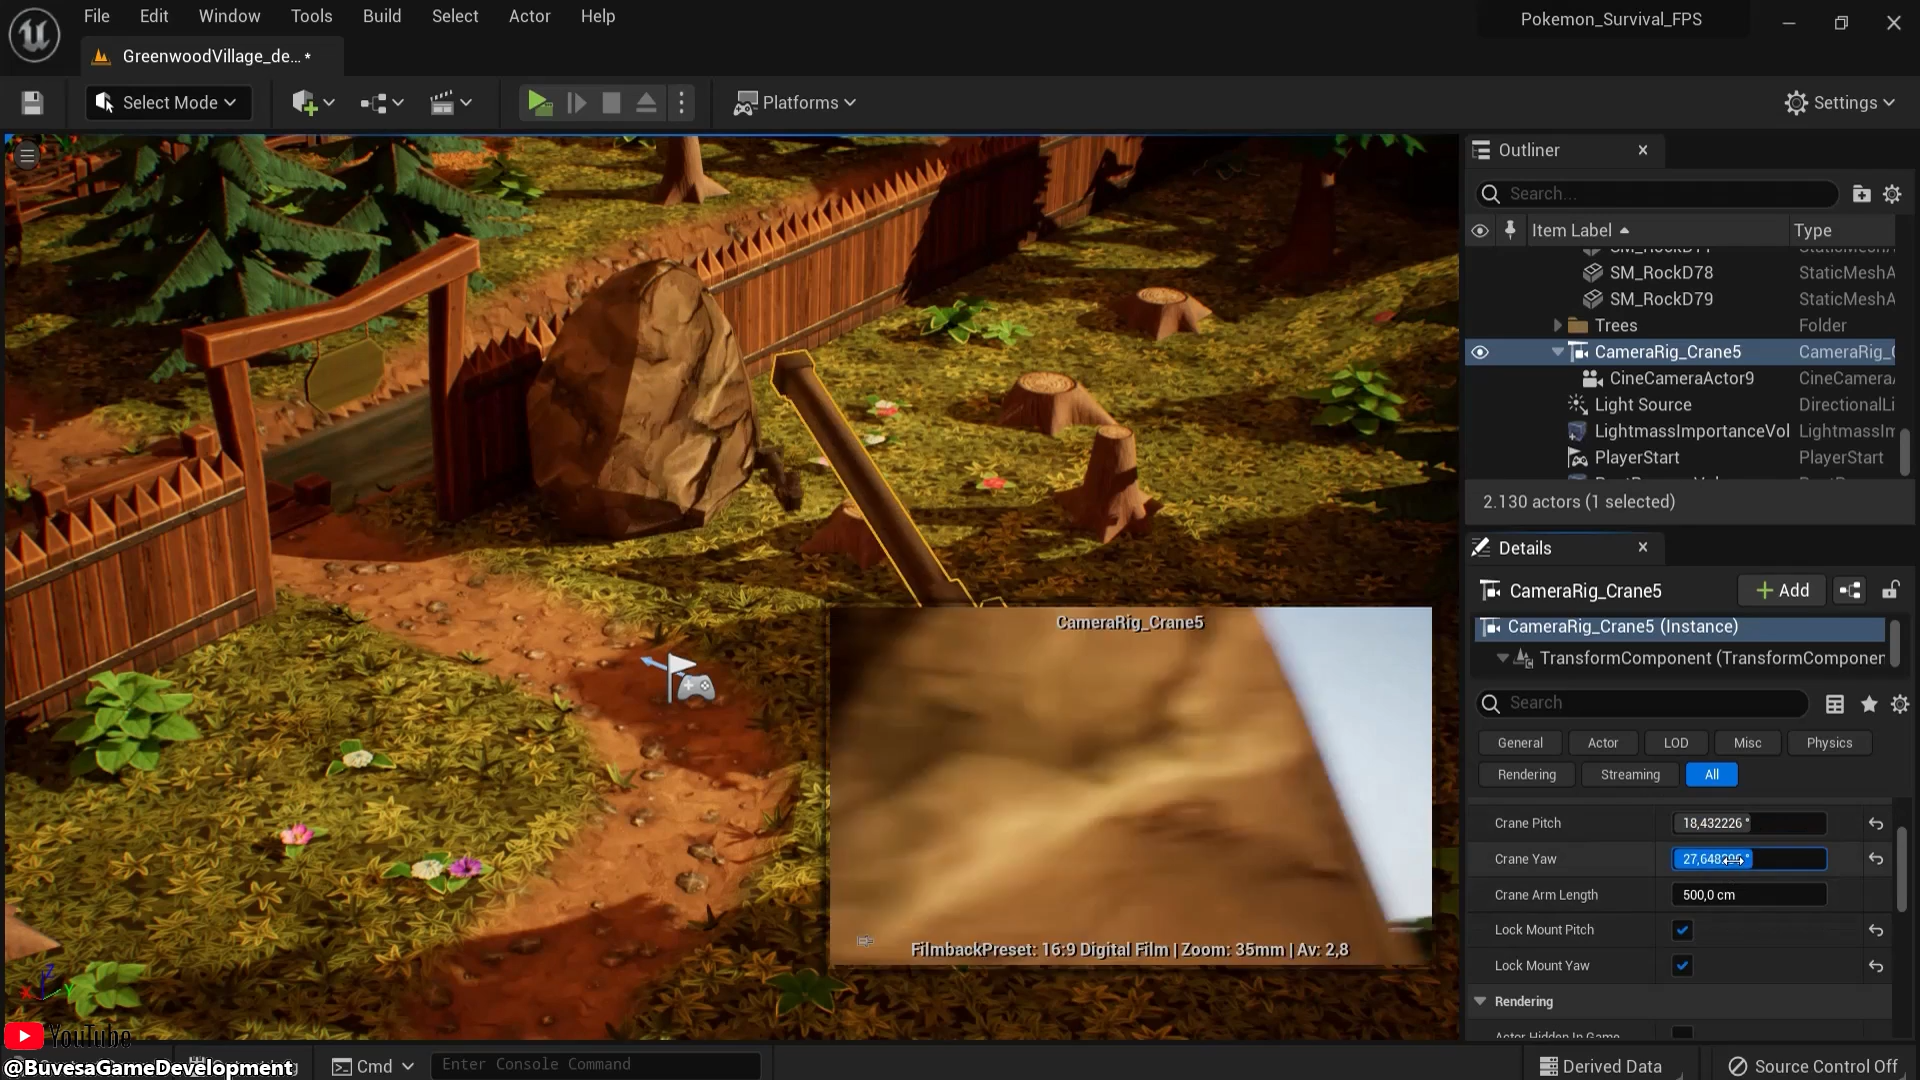 File Edit Window Tools Build Select Actor Help
Pokemon_Survival_FPS
GreenwoodVillage_de... *
Select Mode
Platforms
Settings
Outliner
Search...
Item Label
Type
SM_RockD78
StaticMeshA
SM_RockD79
StaticMeshA
Trees
Folder
CameraRig_Crane5
CameraRig_
CineCameraActor9
CineCamera
Light Source
DirectionalLi
LightmassImportanceVol
LightmassIm
PlayerStart
PlayerStart
2.130 actors (1 selected)
Details
CameraRig_Crane5
Add
CameraRig_Crane5 (Instance)
TransformComponent (TransformComponen
Search
General Actor LOD Misc Physics
Rendering Streaming All
Crane Pitch
18,432226 °
Crane Yaw
Crane Arm Length
500,0 cm
Lock Mount Pitch
Lock Mount Yaw
Rendering
Actor Hidden In Game
CameraRig_Crane5
FilmbackPreset: 16:9 Digital Film | Zoom: 35mm | Av: 2,8
X
Y
Z
YouTube
@BuvesaGameDevelopment
Cmd
Enter Console Command
Derived Data
Source Control Off